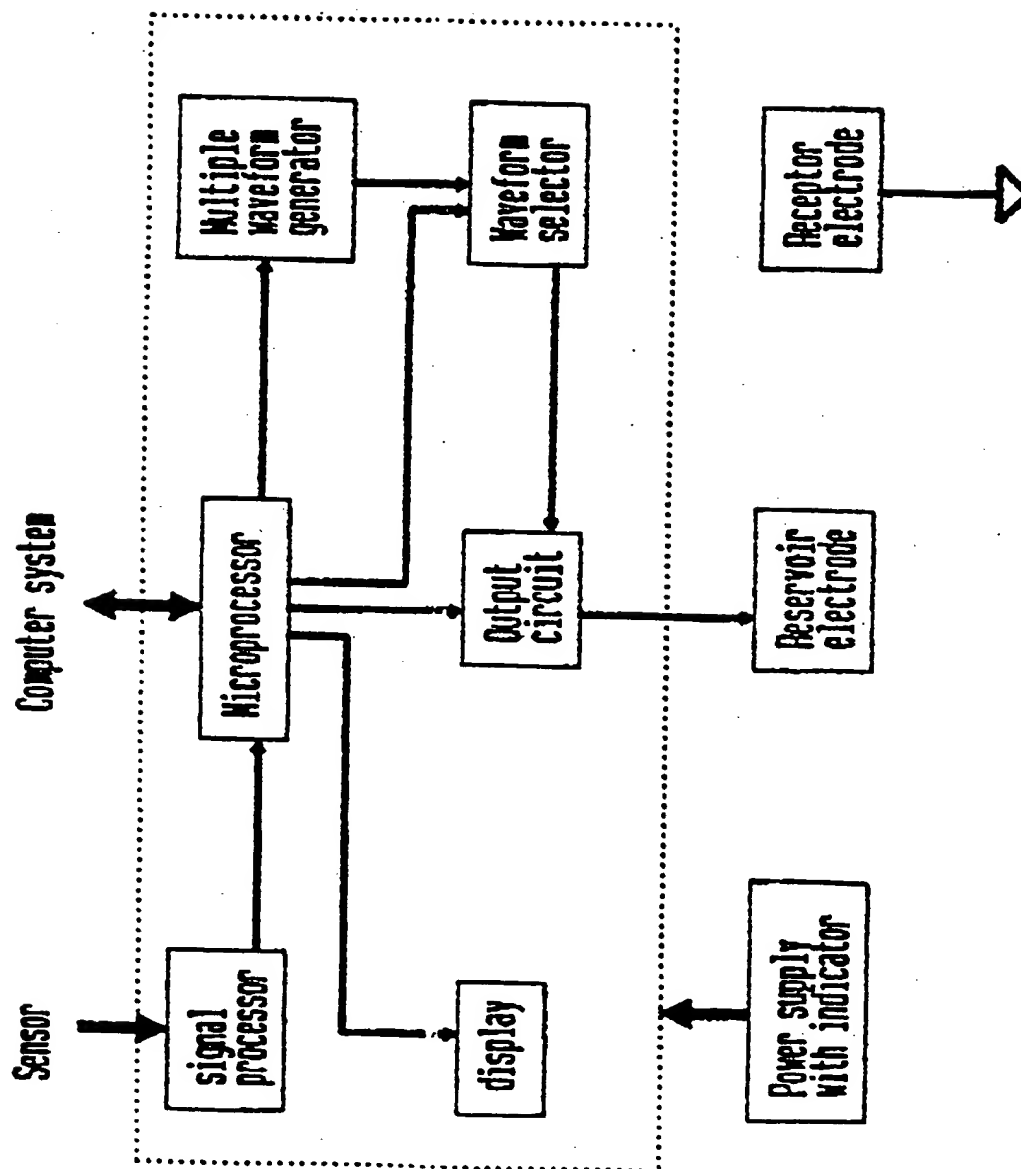 Sensor
Computer system
signal
processor
Microprocessor
Multiple
waveform
generator
display
Output
circuit
Waveform
selector
Power supply
with indicator
Reservoir
electrode
Receptor
electrode